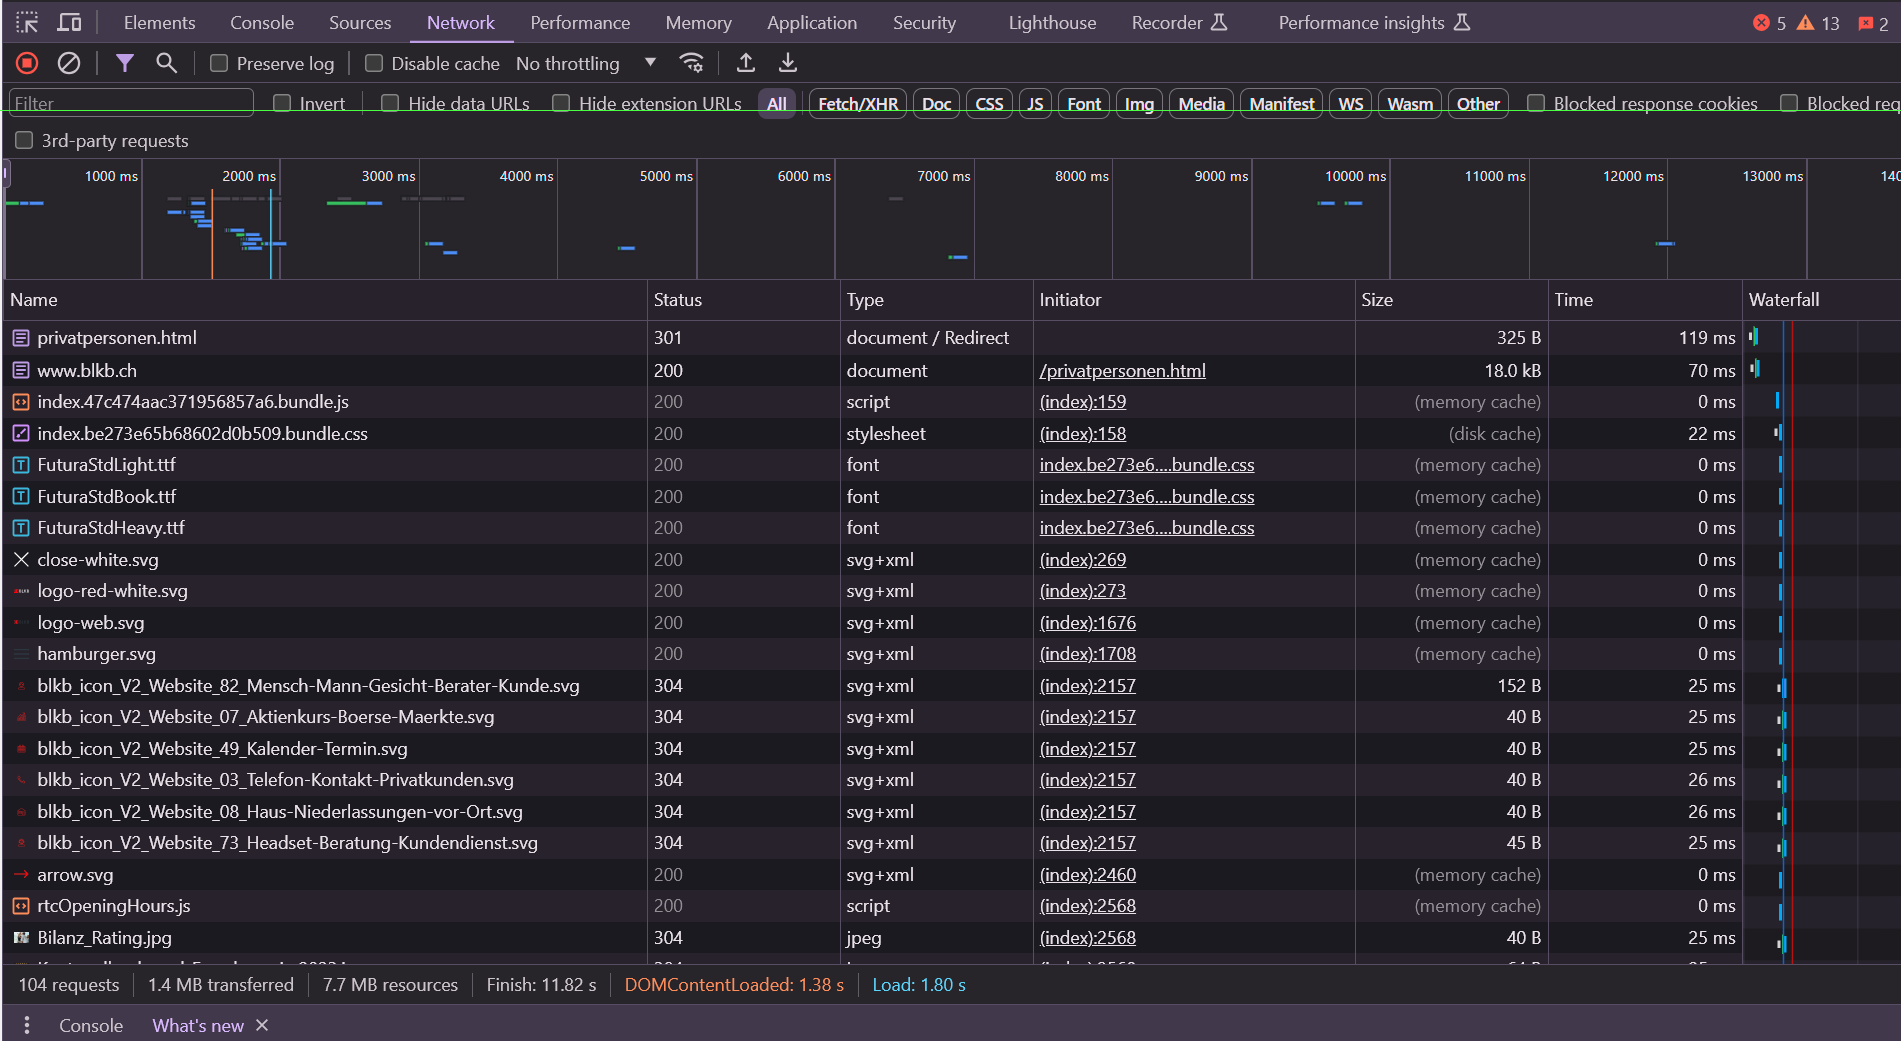 Elements Console Sources Network Performance Memory Application Security Lighthouse Recorder Performance insights 5 13 2
Preserve log Disable cache No throttling
Filter Invert Hide data URLs Hide extension URLs All Fetch/XHR Doc CSS JS Font Img Media Manifest WS Wasm Other Blocked response cookies Blocked req
3rd-party requests
1000 ms 2000 ms 3000 ms 4000 ms 5000 ms 6000 ms 7000 ms 8000 ms 9000 ms 10000 ms 11000 ms 12000 ms 13000 ms 140
Name Status Type Initiator Size Time Waterfall
privatpersonen.html 301 document / Redirect 325 B 119 ms
www.blkb.ch 200 document /privatpersonen.html 18.0 kB 70 ms
index.47c474aac371956857a6.bundle.js 200 script (index):159 (memory cache) 0 ms
index.be273e65b68602d0b509.bundle.css 200 stylesheet (index):158 (disk cache) 22 ms
FuturaStdLight.ttf 200 font index.be273e6....bundle.css (memory cache) 0 ms
FuturaStdBook.ttf 200 font index.be273e6....bundle.css (memory cache) 0 ms
FuturaStdHeavy.ttf 200 font index.be273e6....bundle.css (memory cache) 0 ms
close-white.svg 200 svg+xml (index):269 (memory cache) 0 ms
logo-red-white.svg 200 svg+xml (index):273 (memory cache) 0 ms
logo-web.svg 200 svg+xml (index):1676 (memory cache) 0 ms
hamburger.svg 200 svg+xml (index):1708 (memory cache) 0 ms
blkb_icon_V2_Website_82_Mensch-Mann-Gesicht-Berater-Kunde.svg 304 svg+xml (index):2157 152 B 25 ms
blkb_icon_V2_Website_07_Aktienkurs-Boerse-Maerkte.svg 304 svg+xml (index):2157 40 B 25 ms
blkb_icon_V2_Website_49_Kalender-Termin.svg 304 svg+xml (index):2157 40 B 25 ms
blkb_icon_V2_Website_03_Telefon-Kontakt-Privatkunden.svg 304 svg+xml (index):2157 40 B 26 ms
blkb_icon_V2_Website_08_Haus-Niederlassungen-vor-Ort.svg 304 svg+xml (index):2157 40 B 26 ms
blkb_icon_V2_Website_73_Headset-Beratung-Kundendienst.svg 304 svg+xml (index):2157 45 B 25 ms
arrow.svg 200 svg+xml (index):2460 (memory cache) 0 ms
rtcOpeningHours.js 200 script (index):2568 (memory cache) 0 ms
Bilanz_Rating.jpg 304 jpeg (index):2568 40 B 25 ms
104 requests 1.4 MB transferred 7.7 MB resources Finish: 11.82 s DOMContentLoaded: 1.38 s Load: 1.80 s
Console What's new